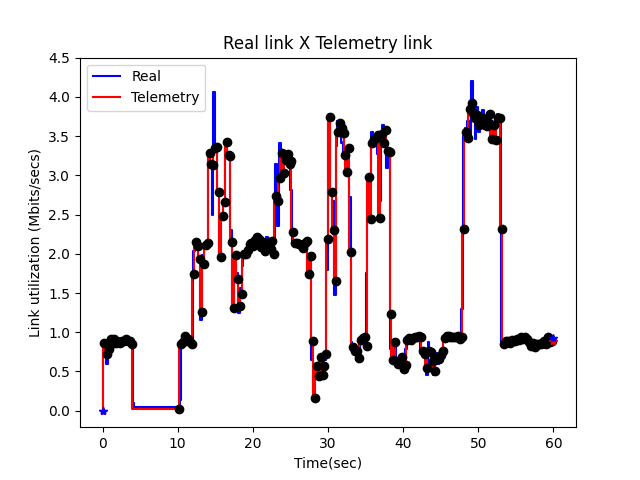 Real link X Telemetry link
Real
Telemetry
Link utilization (Mbits/secs)
4.5
4.0
3.5
3.0
2.5
2.0
1.5
1.0
0.5
0.0
0 10 20 30 40 50 60
Time(sec)